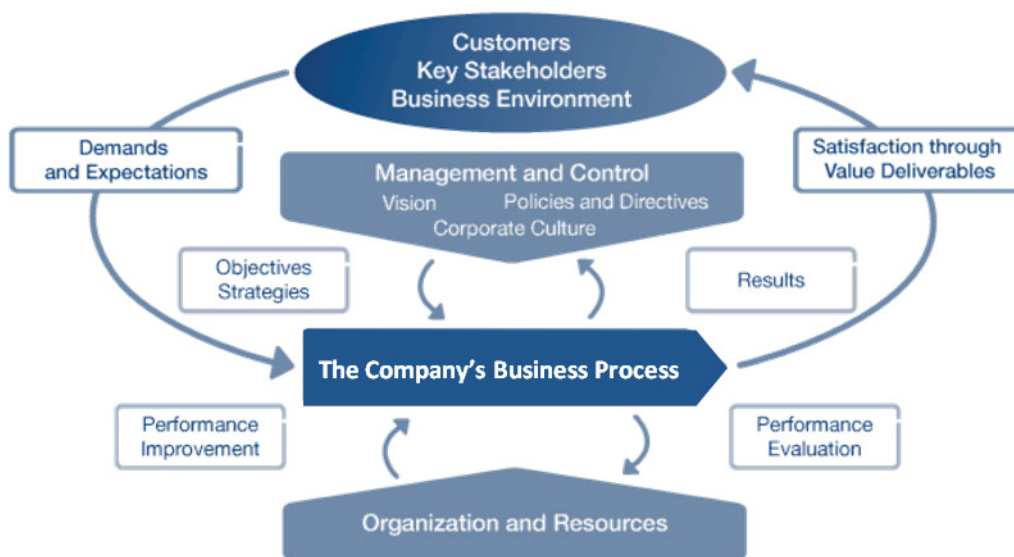 Customers
Key Stakeholders
Business Environment
Demands
and Expectations
Satisfaction through
Value Deliverables
Management and Control
Vision Policies and Directives
Corporate Culture
Objectives
Strategies
Results
The Company's Business Process
Performance
Improvement
Performance
Evaluation
Organization and Resources